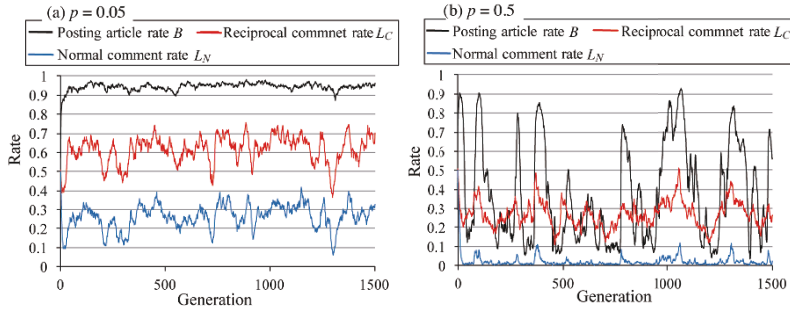 (a) p = 0.05
Posting article rate B
Reciprocal commnet rate L_C
Normal comment rate L_N
1
0.9
0.8
0.7
0.6
0.5
0.4
0.3
0.2
0.1
0
Rate
0
500
1000
1500
Generation
(b) p = 0.5
Posting article rate B
Reciprocal comment rate L_C
Normal comment rate L_N
1
0.9
0.8
0.7
0.6
0.5
0.4
0.3
0.2
0.1
0
Rate
0
500
1000
1500
Generation